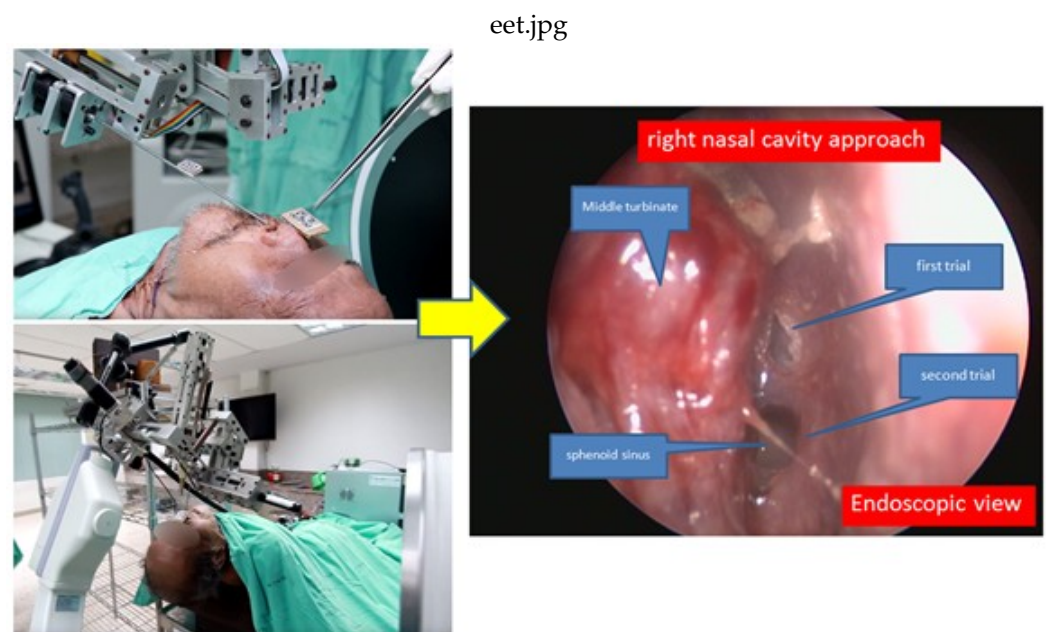 eet.jpg
right nasal cavity approach
Middle turbinate
first trial
second trial
sphenoid sinus
Endoscopic view